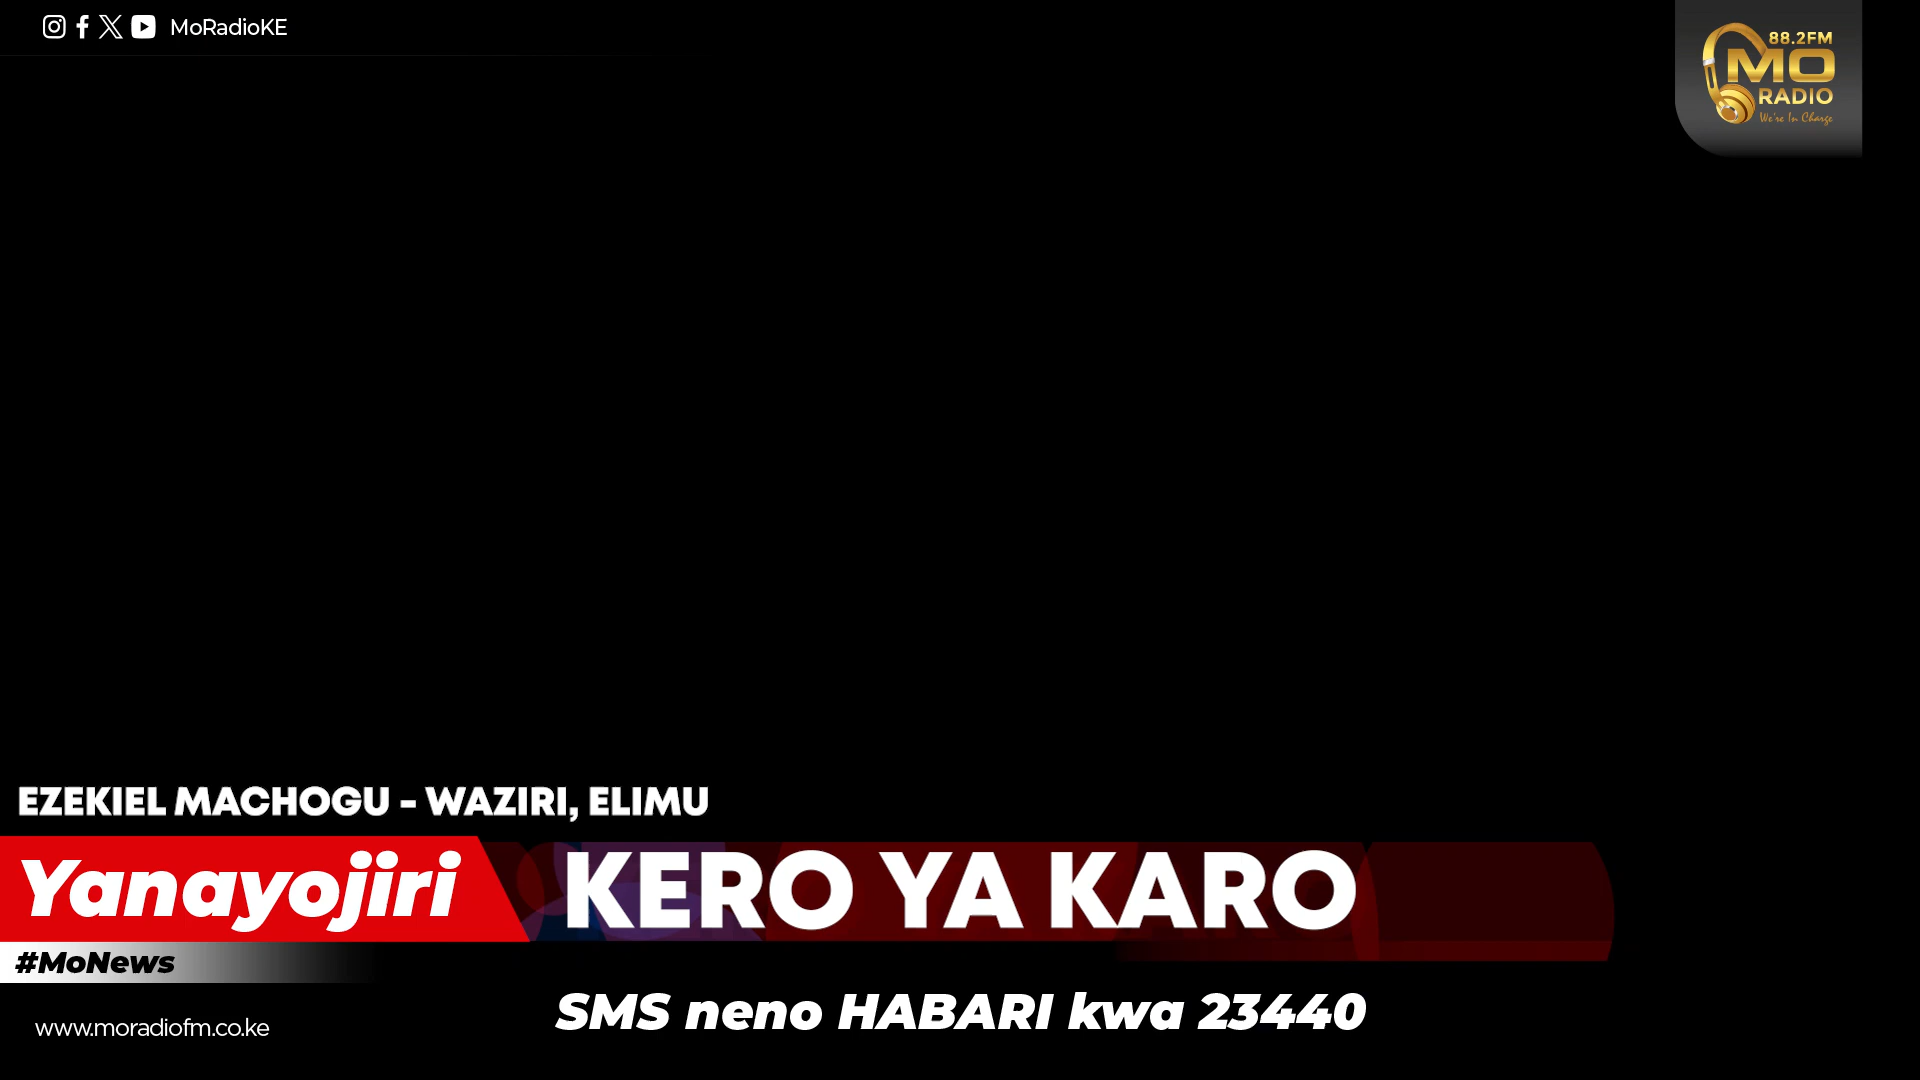 MoRadioKE
88.2FM
MO
RADIO
We're In Charge
EZEKIEL MACHOGU - WAZIRI, ELIMU
Yanayojiri
KERO YA KARO
#MoNews
SMS neno HABARI kwa 23440
www.moradiofm.co.ke